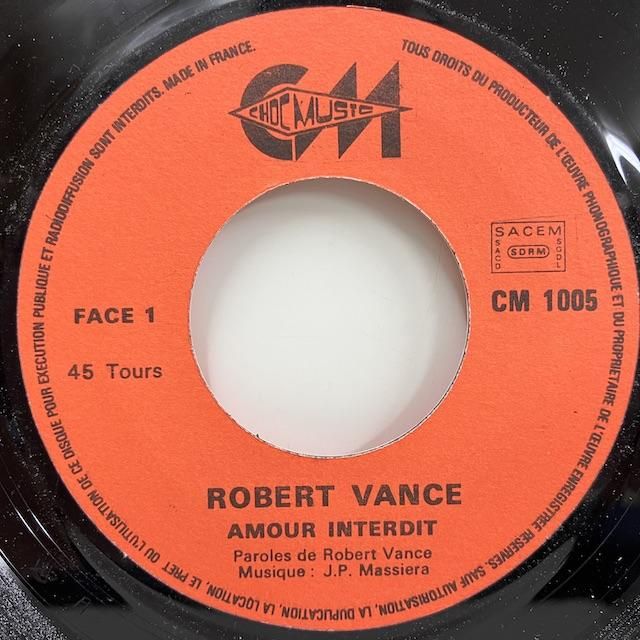 TOUS DROITS DU PRODUCTEUR DE L'ŒUVRE PHONOGRAPHIQUE ET DU PROPRIETAIRE DE L'ŒUVRE ENREGISTREE RESERVES. SAUF AUTORISATION, LA DUPLICATION, LA LOCATION, LE PRET OU L'UTILISATION DE CE DISQUE POUR EXECUTION PUBLIQUE ET RADIODIFFUSION SONT INTERDITS. MADE IN FRANCE.
CM
CHOC MUSIC
SACEM
SACD SDRM SGDL
CM 1005
FACE 1
45 Tours
ROBERT VANCE
AMOUR INTERDIT
Paroles de Robert Vance
Musique : J.P. Massiera